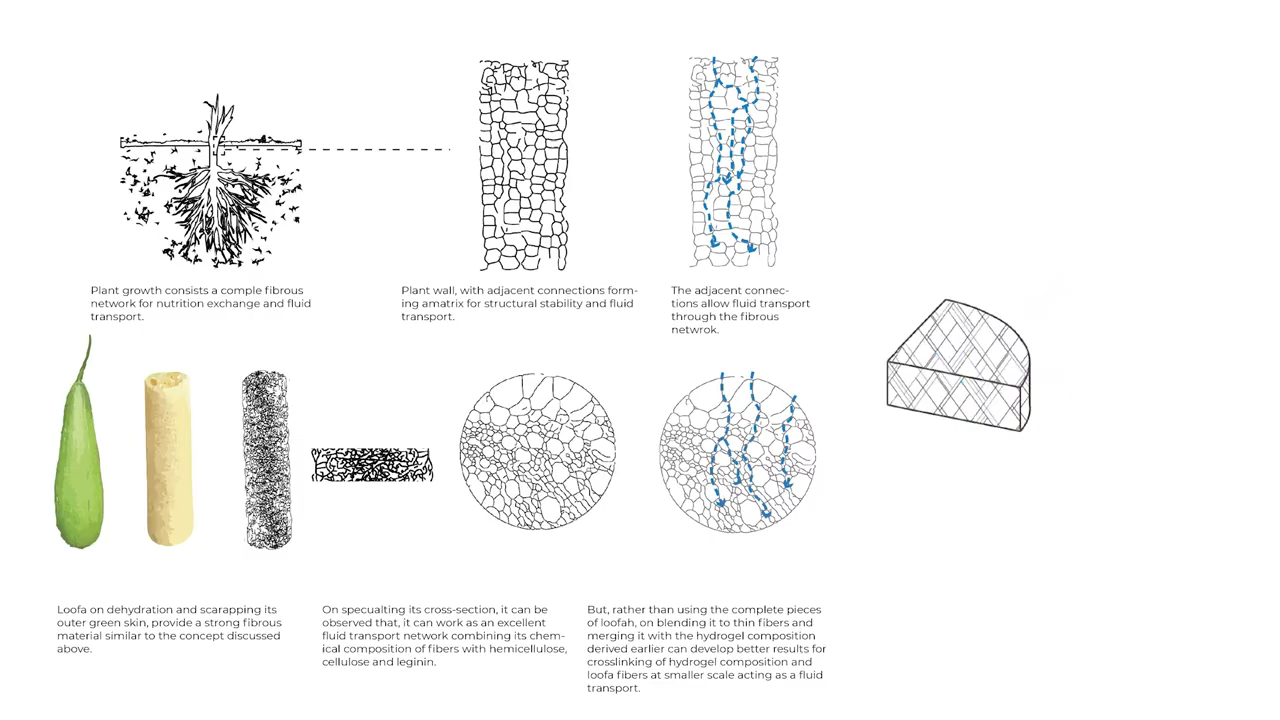 Plant growth consists a comple fibrous
network for nutrition exchange and fluid
transport.
Plant wall, with adjacent connections form-
ing amatrix for structural stability and fluid
transport.
The adjacent connec-
tions allow fluid transport
through the fibrous
netwrok.
Loofa on dehydration and scarapping its
outer green skin, provide a strong fibrous
material similar to the concept discussed
above.
On specualting its cross-section, it can be
observed that, it can work as an excellent
fluid transport network combining its chem-
ical composition of fibers with hemicellulose,
cellulose and leginin.
But, rather than using the complete pieces
of loofah, on blending it to thin fibers and
merging it with the hydrogel composition
derived earlier can develop better results for
crosslinking of hydrogel composition and
loofa fibers at smaller scale acting as a fluid
transport.